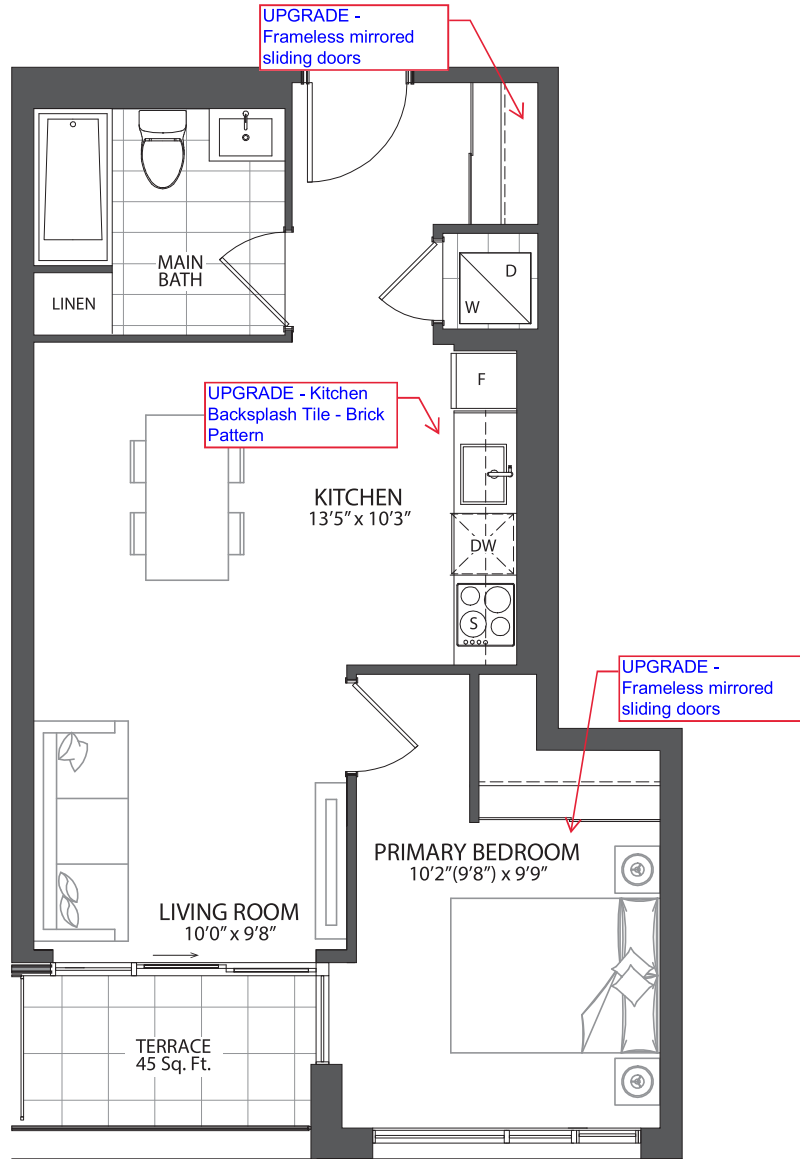 UPGRADE -
Frameless mirrored
sliding doors
MAIN
BATH
LINEN
D
W
F
UPGRADE - Kitchen
Backsplash Tile - Brick
Pattern
KITCHEN
13'5" x 10'3"
DW
S
UPGRADE -
Frameless mirrored
sliding doors
PRIMARY BEDROOM
10'2"(9'8") x 9'9"
LIVING ROOM
10'0" x 9'8"
TERRACE
45 Sq. Ft.